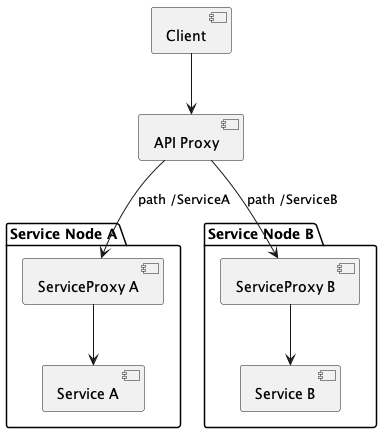 Client
API Proxy
path /ServiceA
path /ServiceB
Service Node A
Service Node B
ServiceProxy A
ServiceProxy B
Service A
Service B